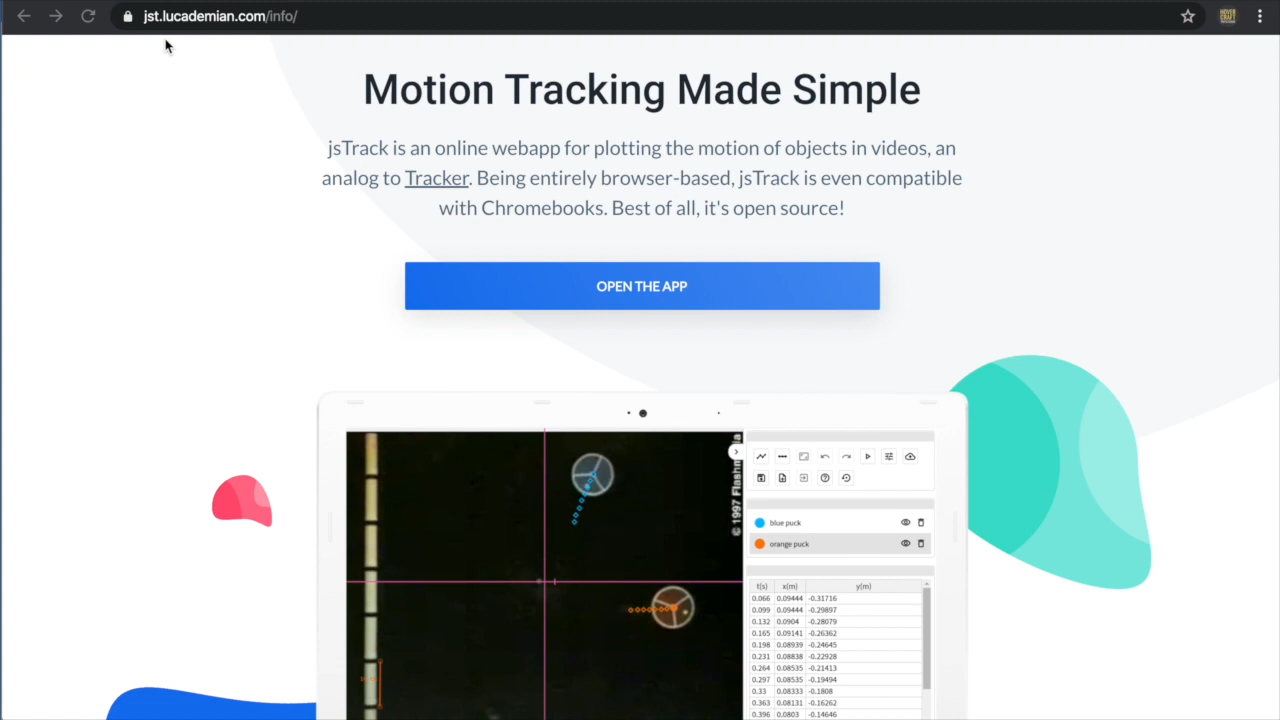 jst.lucademian.com/info/
Motion Tracking Made Simple
jsTrack is an online webapp for plotting the motion of objects in videos, an
analog to Tracker. Being entirely browser-based, jsTrack is even compatible
with Chromebooks. Best of all, it's open source!
OPEN THE APP
© 1997 Flashm
blue puck
orange puck
t(s) x(m) y(m)
0.066 0.09444 -0.31716
0.099 0.09444 -0.29897
0.132 0.0904 -0.28079
0.165 0.09141 -0.26362
0.198 0.08939 -0.24645
0.231 0.08838 -0.22928
0.264 0.08535 -0.21413
0.297 0.08535 -0.19494
0.33 0.08333 -0.1808
0.363 0.08131 -0.16262
0.396 0.0803 -0.14646